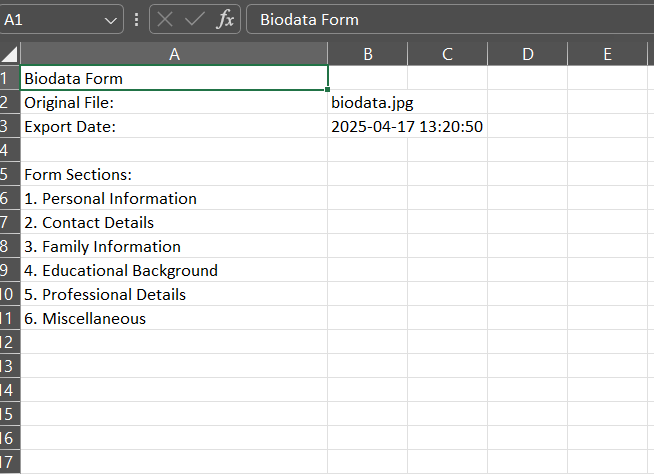 A1 fx Biodata Form
A B C D E
1 Biodata Form
2 Original File: biodata.jpg
3 Export Date: 2025-04-17 13:20:50
4
5 Form Sections:
6 1. Personal Information
7 2. Contact Details
8 3. Family Information
9 4. Educational Background
10 5. Professional Details
11 6. Miscellaneous
12
13
14
15
16
17